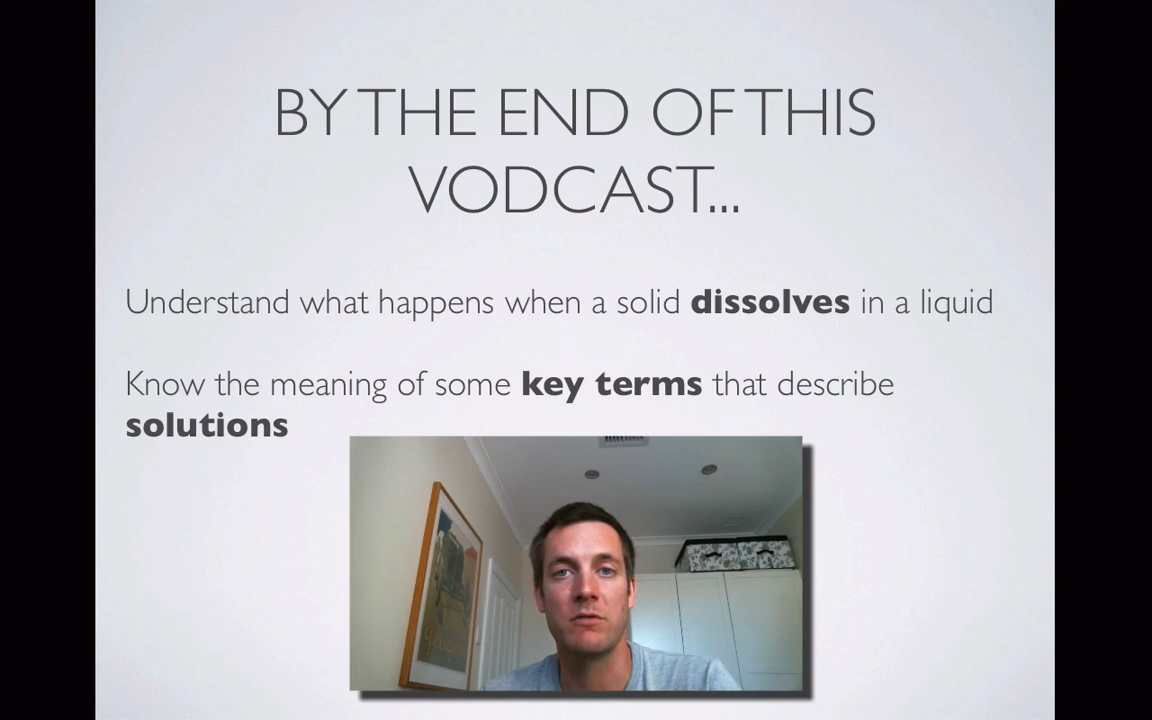 BY THE END OF THIS
VODCAST...
Understand what happens when a solid dissolves in a liquid
Know the meaning of some key terms that describe
solutions